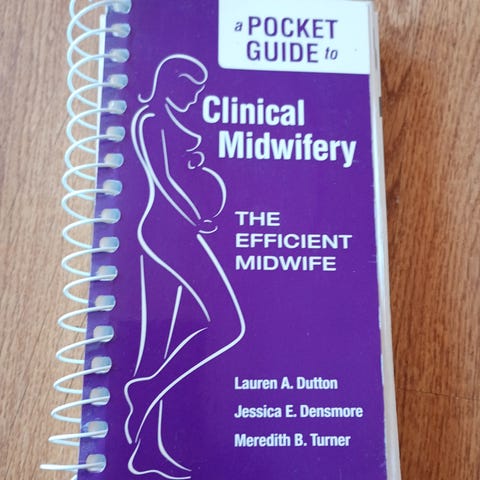 a POCKET
GUIDE to
Clinical
Midwifery
THE
EFFICIENT
MIDWIFE
Lauren A. Dutton
Jessica E. Densmore
Meredith B. Turner